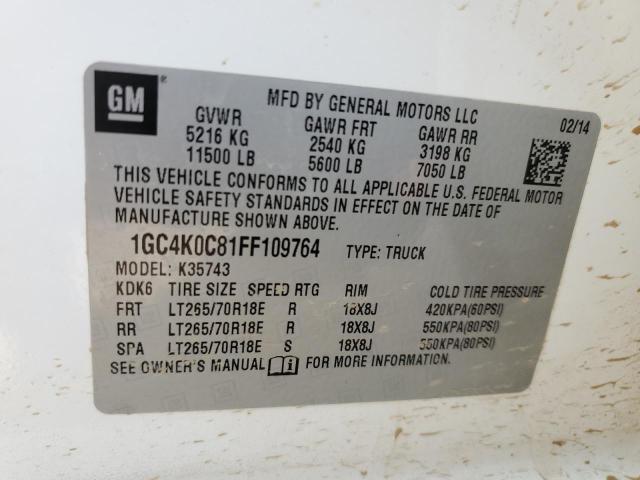 GM ®
MFD BY GENERAL MOTORS LLC
02/14
GVWR GAWR FRT GAWR RR
5216 KG 2540 KG 3198 KG
11500 LB 5600 LB 7050 LB
THIS VEHICLE CONFORMS TO ALL APPLICABLE U.S. FEDERAL MOTOR
VEHICLE SAFETY STANDARDS IN EFFECT ON THE DATE OF
MANUFACTURE SHOWN ABOVE.
1GC4K0C81FF109764 TYPE: TRUCK
MODEL: K35743
KDK6 TIRE SIZE SPEED RTG RIM COLD TIRE PRESSURE
FRT LT265/70R18E R 18X8J 420KPA(60PSI)
RR LT265/70R18E R 18X8J 550KPA(80PSI)
SPA LT265/70R18E S 18X8J 550KPA(80PSI)
SEE OWNER'S MANUAL FOR MORE INFORMATION.